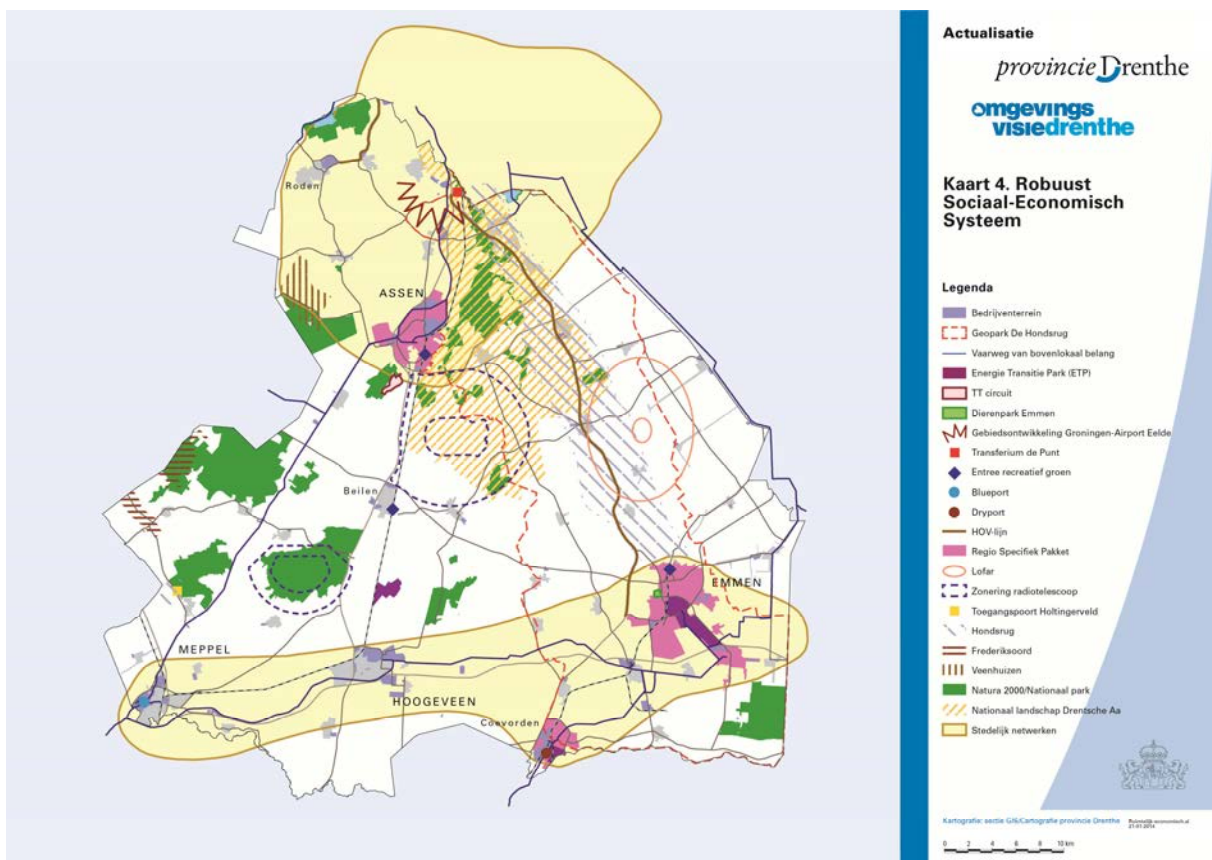 Actualisatie
provincie Drenthe
omgevings
visiedrenthe
Kaart 4. Robuust
Sociaal-Economisch
Systeem
Legenda
Bedrijventerrein
Geopark De Hondsrug
Vaarweg van bovenlokaal belang
Energie Transitie Park (ETP)
TT circuit
Dierenpark Emmen
Gebiedsontwikkeling Groningen-Airport Eelde
Transferium de Punt
Entree recreatief groen
Blueport
Dryport
HOV-lijn
Regio Specifiek Pakket
Lofar
Zonering radiotelescoop
Toegangspoort Holtingerveld
Hondsrug
Frederiksoord
Veenhuizen
Natura 2000/Nationaal park
Nationaal landschap Drentsche Aa
Stedelijk netwerken
Kartografie: sectie GIS/Cartografie provincie Drenthe
21-01-2014
0 2 4 6 8 10 km
Roden
ASSEN
Beilen
EMMEN
MEPPEL
HOOGEVEEN
Coevorden